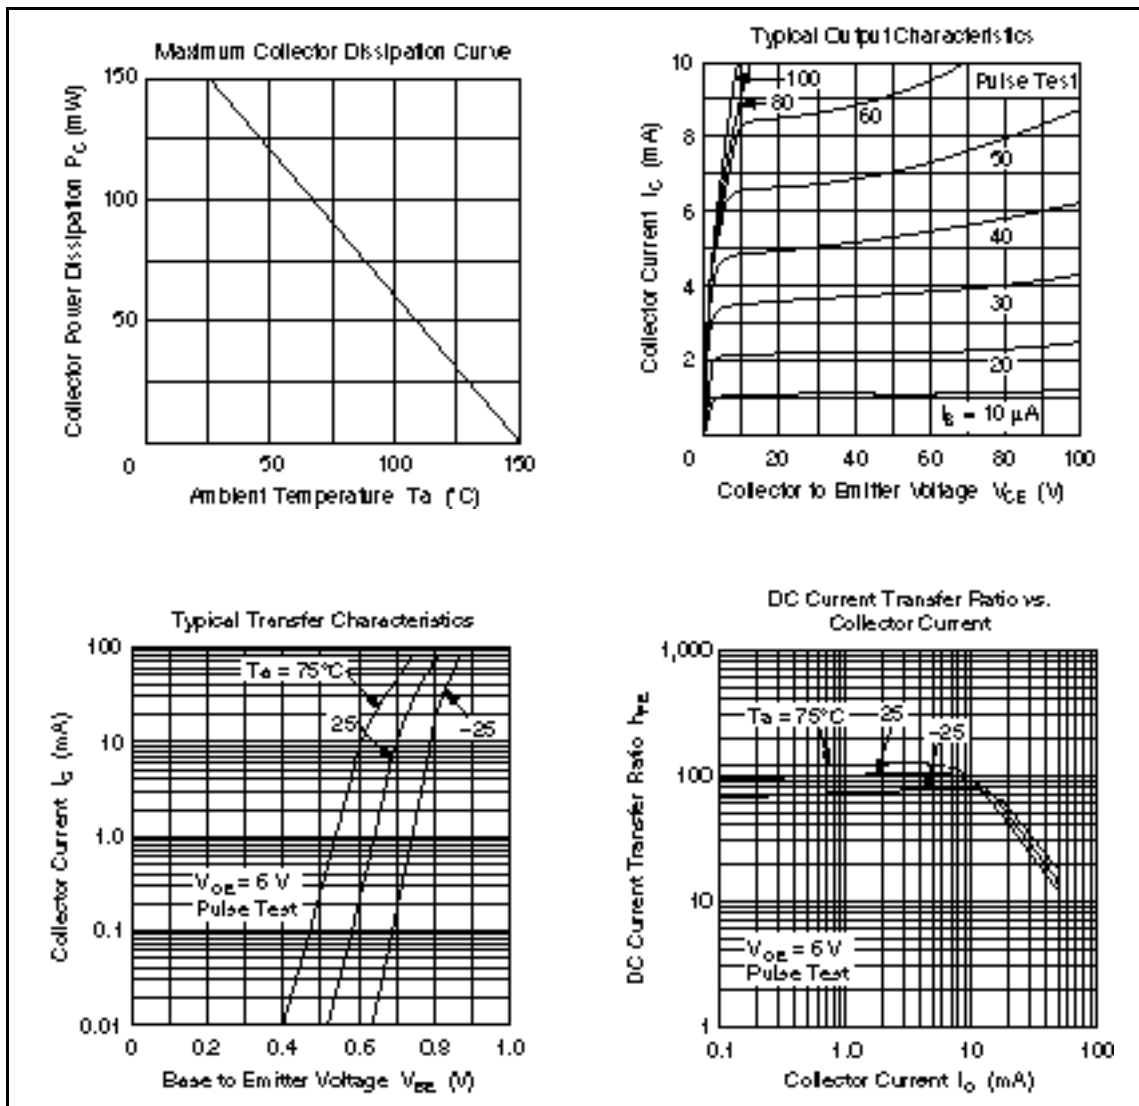 Maximum Collector Dissipation Curve
Collector Power Dissipation P_C (mW)
150
100
50
0
50
100
150
Ambient Temperature Ta (°C)
Typical Output Characteristics
Collector Current I_C (mA)
10
8
6
4
2
0
20
40
60
80
100
Pulse Test
100
80
60
50
40
30
20
I_B = 10 µA
Collector to Emitter Voltage V_CE (V)
Typical Transfer Characteristics
Collector Current I_C (mA)
100
10
1.0
0.1
0.01
Ta = 75°C
25
–25
V_CE = 6 V
Pulse Test
0
0.2
0.4
0.6
0.8
1.0
Base to Emitter Voltage V_BE (V)
DC Current Transfer Ratio vs.
Collector Current
DC Current Transfer Ratio h_FE
1,000
100
10
1
Ta = 75°C
25
–25
V_CE = 6 V
Pulse Test
0.1
1.0
10
100
Collector Current I_C (mA)